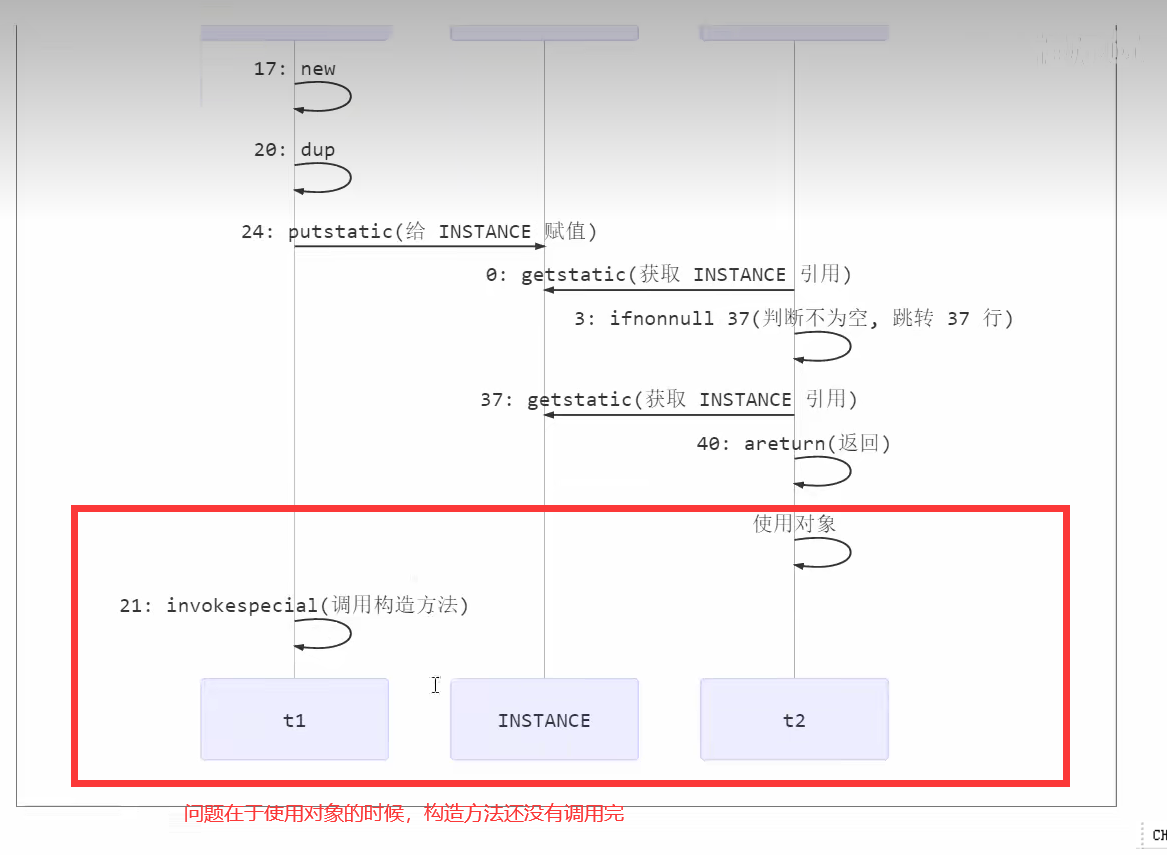 17: new
20: dup
24: putstatic(给 INSTANCE 赋值)
0: getstatic(获取 INSTANCE 引用)
3: ifnonnull 37(判断不为空, 跳转 37 行)
37: getstatic(获取 INSTANCE 引用)
40: areturn(返回)
使用对象
21: invokespecial(调用构造方法)
t1
INSTANCE
t2
问题在于使用对象的时候，构造方法还没有调用完
CH